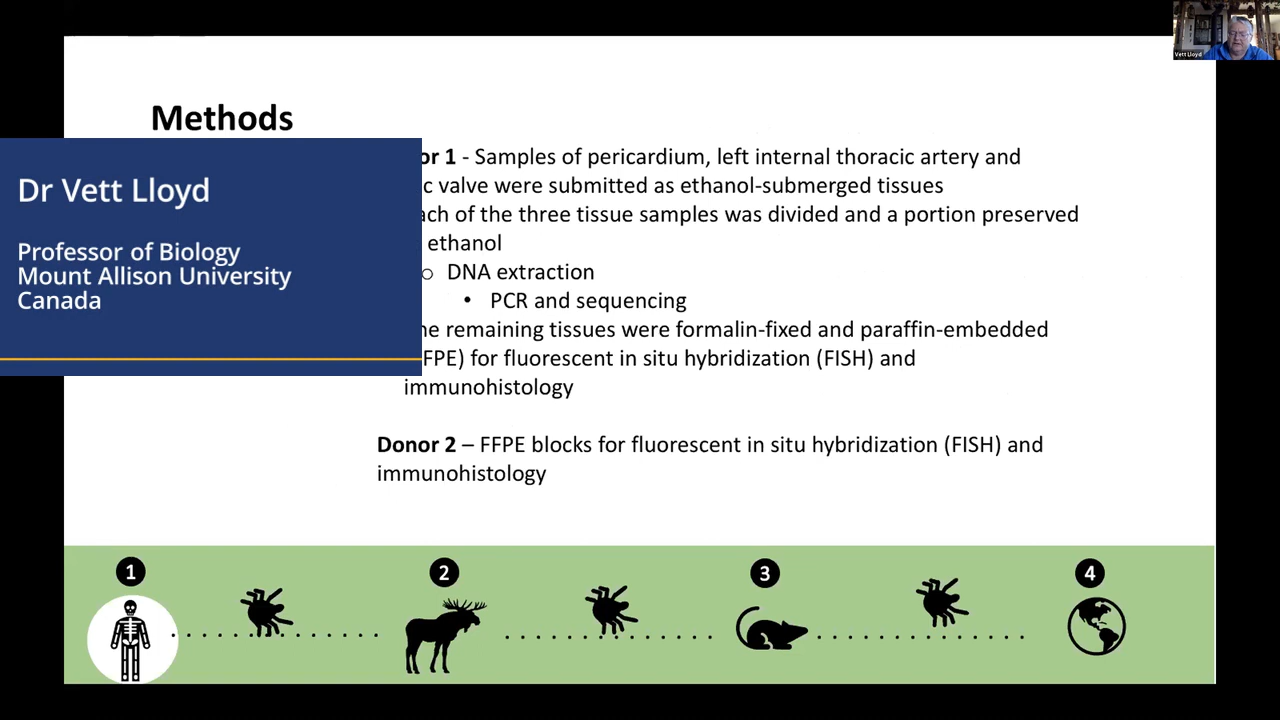 Vett Lloyd
Methods
Dr Vett Lloyd
Professor of Biology
Mount Allison University
Canada
or 1 - Samples of pericardium, left internal thoracic artery and
c valve were submitted as ethanol-submerged tissues
ach of the three tissue samples was divided and a portion preserved
ethanol
o DNA extraction
• PCR and sequencing
he remaining tissues were formalin-fixed and paraffin-embedded
FPE) for fluorescent in situ hybridization (FISH) and
immunohistology
Donor 2 – FFPE blocks for fluorescent in situ hybridization (FISH) and
immunohistology
1
2
3
4